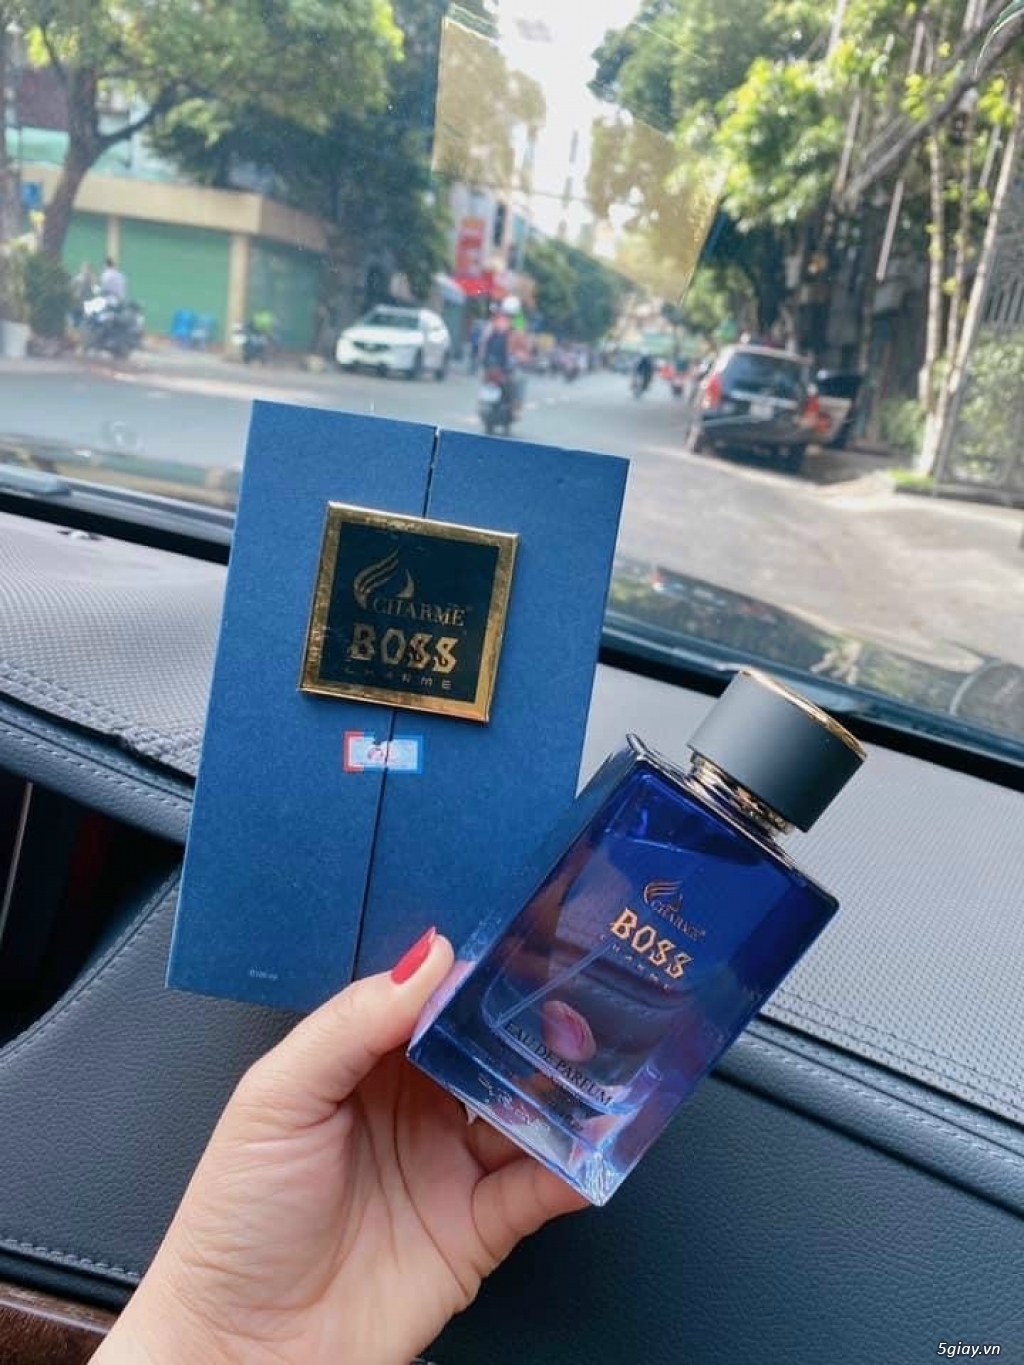 CHARME®
BOSS
CHARME
CHARME®
BOSS
CHARME
EAU DE PARFUM
5giay.vn